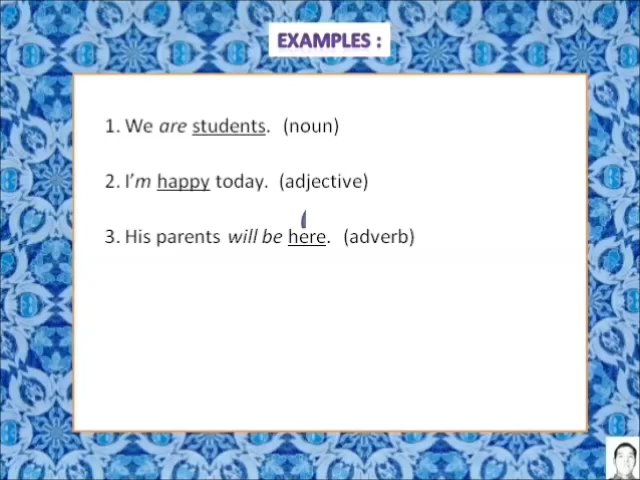 EXAMPLES :
1. We are students. (noun)
2. I'm happy today. (adjective)
3. His parents will be here. (adverb)